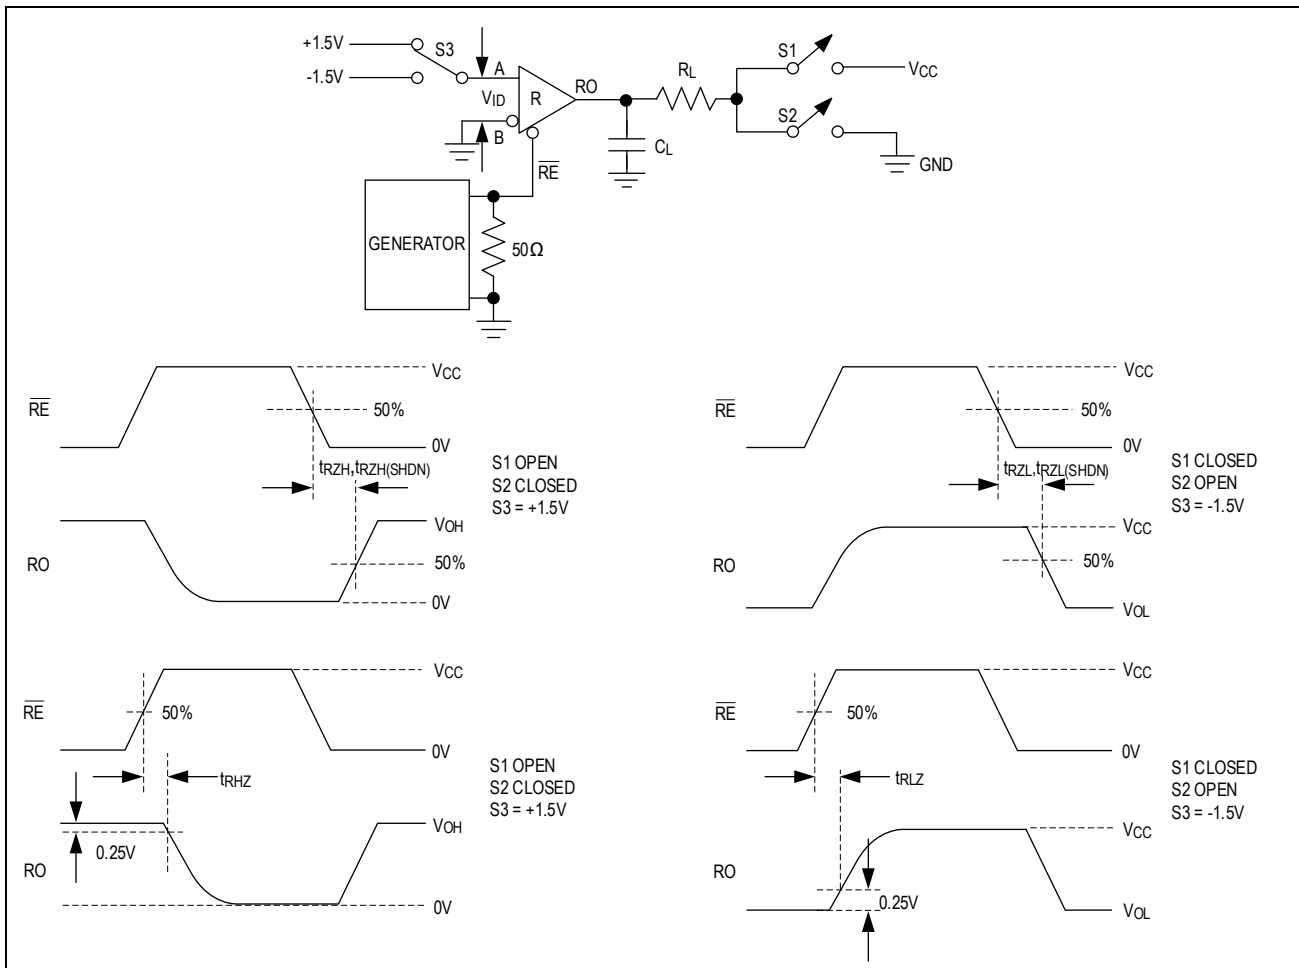 +1.5V
S3
-1.5V
A
VID
B
R
RE
RO
RL
CL
S1
VCC
S2
GND
GENERATOR
50Ω
RE
VCC
50%
0V
tRZH,tRZH(SHDN)
S1 OPEN
S2 CLOSED
S3 = +1.5V
RO
VOH
50%
0V
RE
VCC
50%
0V
tRZL,tRZL(SHDN)
S1 CLOSED
S2 OPEN
S3 = -1.5V
RO
VCC
50%
VOL
RE
VCC
50%
0V
tRHZ
S1 OPEN
S2 CLOSED
S3 = +1.5V
RO
VOH
0.25V
0V
RE
VCC
50%
0V
tRLZ
S1 CLOSED
S2 OPEN
S3 = -1.5V
RO
VCC
0.25V
VOL